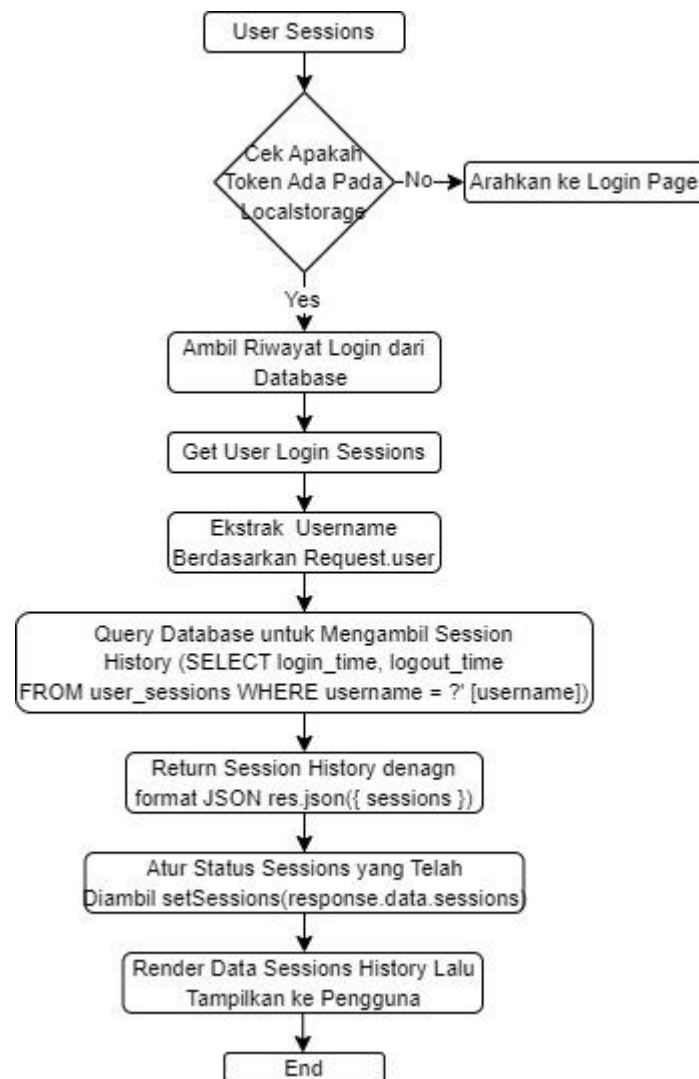 User Sessions
Cek Apakah
Token Ada Pada
Localstorage
No
Arahkan ke Login Page
Yes
Ambil Riwayat Login dari
Database
Get User Login Sessions
Ekstrak Username
Berdasarkan Request.user
Query Database untuk Mengambil Session
History (SELECT login_time, logout_time
FROM user_sessions WHERE username = ?' [username])
Return Session History denagn
format JSON res.json({ sessions })
Atur Status Sessions yang Telah
Diambil setSessions(response.data.sessions)
Render Data Sessions History Lalu
Tampilkan ke Pengguna
End